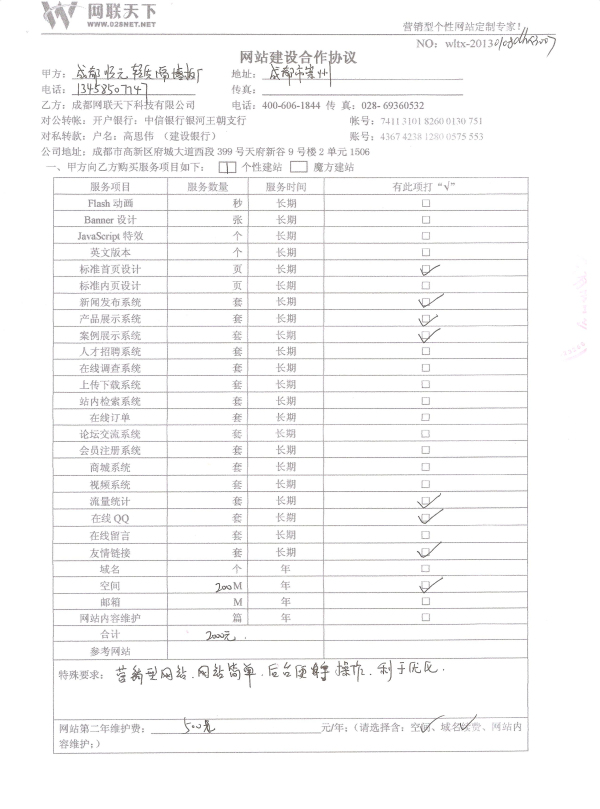 网联天下
WWW.028NET.NET
营销型个性网站定制专家！
NO：wltx-2013
网站建设合作协议
甲方： 成都 地址： 成都市崇州
电话： 13458507147 传真：
乙方：成都网联天下科技有限公司 电话：400-606-1844 传 真：028- 69360532
对公转帐：开户银行：中信银行银河王朝支行 帐号：7411 3101 8260 0130 751
对私转款：户名：高思伟 （建设银行） 账号：4367 4238 1280 0575 553
公司地址：成都市高新区府城大道西段 399 号天府新谷 9 号楼 2 单元 1506
一、甲方向乙方购买服务项目如下： 个性建站 魔方建站
服务项目 服务数量 服务时间 有此项打“√”
Flash 动画 秒 长期 □
Banner 设计 张 长期 □
JavaScript 特效 个 长期 □
英文版本 个 长期 □
标准首页设计 页 长期 □✓
标准内页设计 页 长期 □
新闻发布系统 套 长期 □✓
产品展示系统 套 长期 □✓
案例展示系统 套 长期 □✓
人才招聘系统 套 长期 □
在线调查系统 套 长期 □
上传下载系统 套 长期 □
站内检索系统 套 长期 □
在线订单 套 长期 □
论坛交流系统 套 长期 □
会员注册系统 套 长期 □
商城系统 套 长期 □
视频系统 套 长期 □
流量统计 套 长期 □✓
在线 QQ 套 长期 □✓
在线留言 套 长期 □
友情链接 套 长期 □✓
域名 个 年 □
空间 200M 年 □✓
邮箱 M 年 □
网站内容维护 篇 年 □
合计 2000元.
参考网站
特殊要求： 营销型网站、网站简单、后台 操作、利于优化.
网站第二年维护费： 500元 元/年；（请选择含：空间、域名续费、网站内
容维护；）